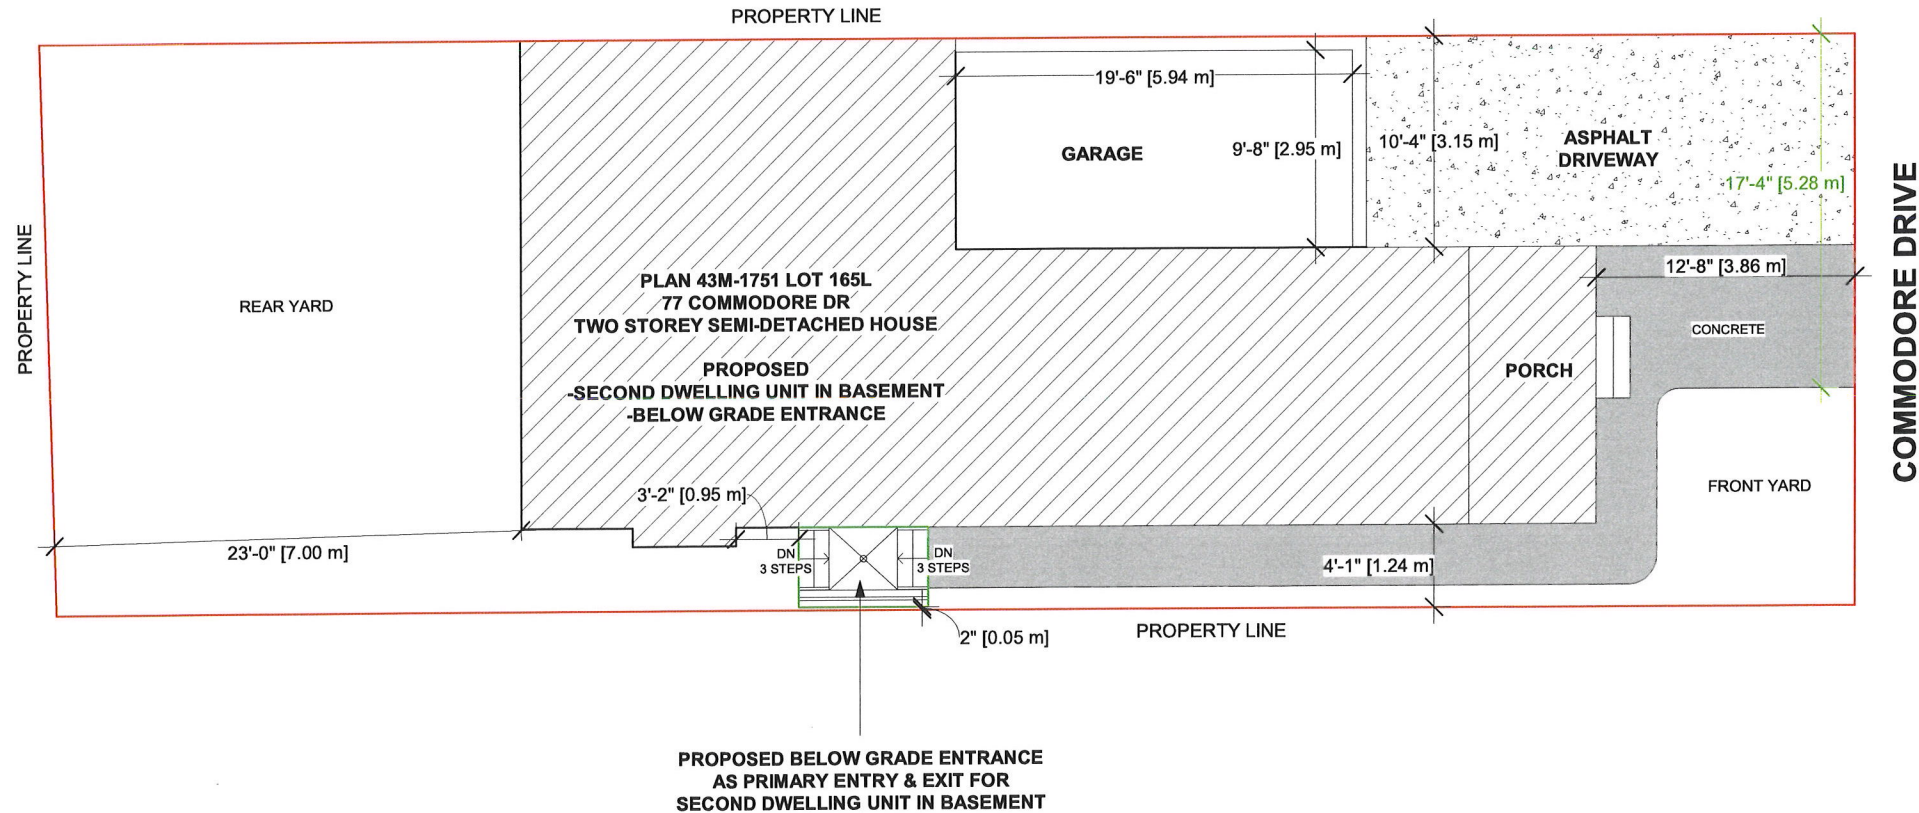 PROPERTY LINE
19'-6" [5.94 m]
GARAGE
9'-8" [2.95 m]
10'-4" [3.15 m]
ASPHALT
DRIVEWAY
17'-4" [5.28 m]
COMMODORE DRIVE
PROPERTY LINE
REAR YARD
PLAN 43M-1751 LOT 165L
77 COMMODORE DR
TWO STOREY SEMI-DETACHED HOUSE
PROPOSED
-SECOND DWELLING UNIT IN BASEMENT
-BELOW GRADE ENTRANCE
12'-8" [3.86 m]
CONCRETE
PORCH
FRONT YARD
3'-2" [0.95 m]
23'-0" [7.00 m]
DN
3 STEPS
DN
3 STEPS
4'-1" [1.24 m]
2" [0.05 m]
PROPERTY LINE
PROPOSED BELOW GRADE ENTRANCE
AS PRIMARY ENTRY & EXIT FOR
SECOND DWELLING UNIT IN BASEMENT